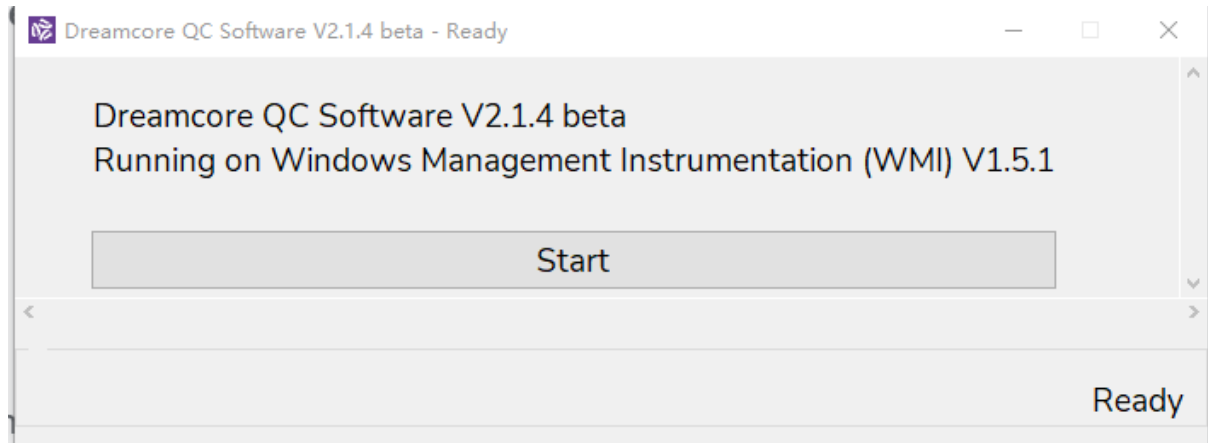 Dreamcore QC Software V2.1.4 beta - Ready
Dreamcore QC Software V2.1.4 beta
Running on Windows Management Instrumentation (WMI) V1.5.1
Start
Ready